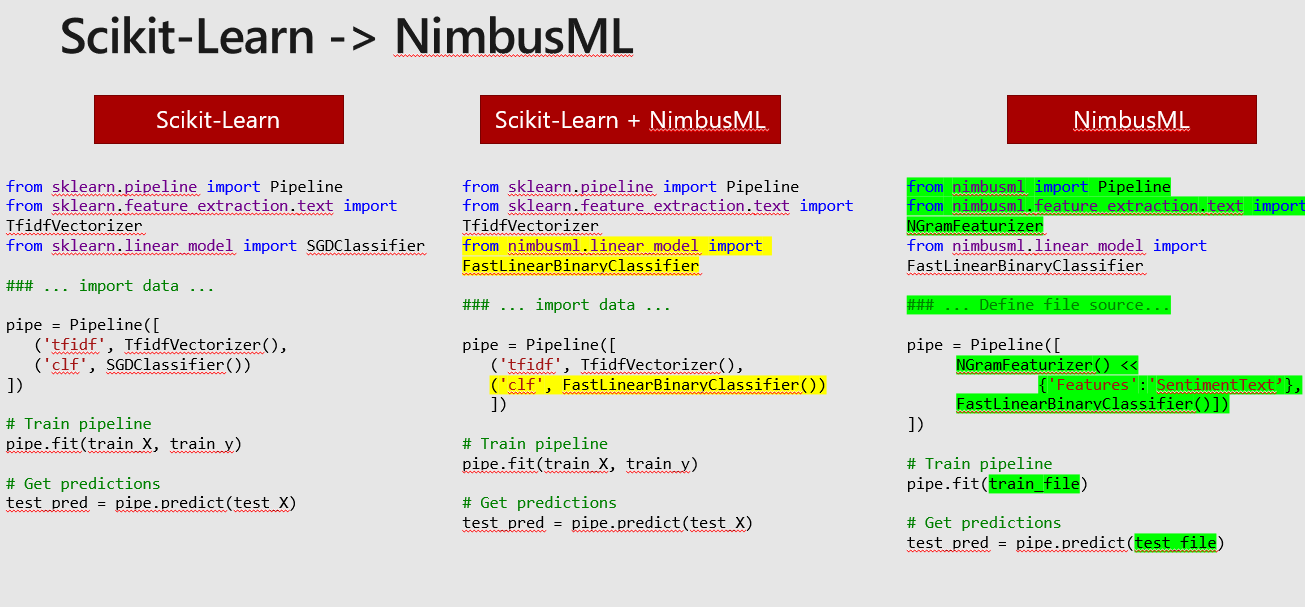 Scikit-Learn -> NimbusML
Scikit-Learn
from sklearn.pipeline import Pipeline
from sklearn.feature_extraction.text import
TfidfVectorizer
from sklearn.linear_model import SGDClassifier
### ... import data ...
pipe = Pipeline([
('tfidf', TfidfVectorizer(),
('clf', SGDClassifier())
])
# Train pipeline
pipe.fit(train_X, train_y)
# Get predictions
test_pred = pipe.predict(test_X)
Scikit-Learn + NimbusML
from sklearn.pipeline import Pipeline
from sklearn.feature_extraction.text import
TfidfVectorizer
from nimbusml.linear_model import
FastLinearBinaryClassifier
### ... import data ...
pipe = Pipeline([
('tfidf', TfidfVectorizer(),
('clf', FastLinearBinaryClassifier())
])
# Train pipeline
pipe.fit(train_X, train_y)
# Get predictions
test_pred = pipe.predict(test_X)
NimbusML
from nimbusml import Pipeline
from nimbusml.feature_extraction.text import
NGramFeaturizer
from nimbusml.linear_model import
FastLinearBinaryClassifier
### ... Define file source...
pipe = Pipeline([
NGramFeaturizer() <<
{'Features':'SentimentText’},
FastLinearBinaryClassifier()])
])
# Train pipeline
pipe.fit(train_file)
# Get predictions
test_pred = pipe.predict(test_file)